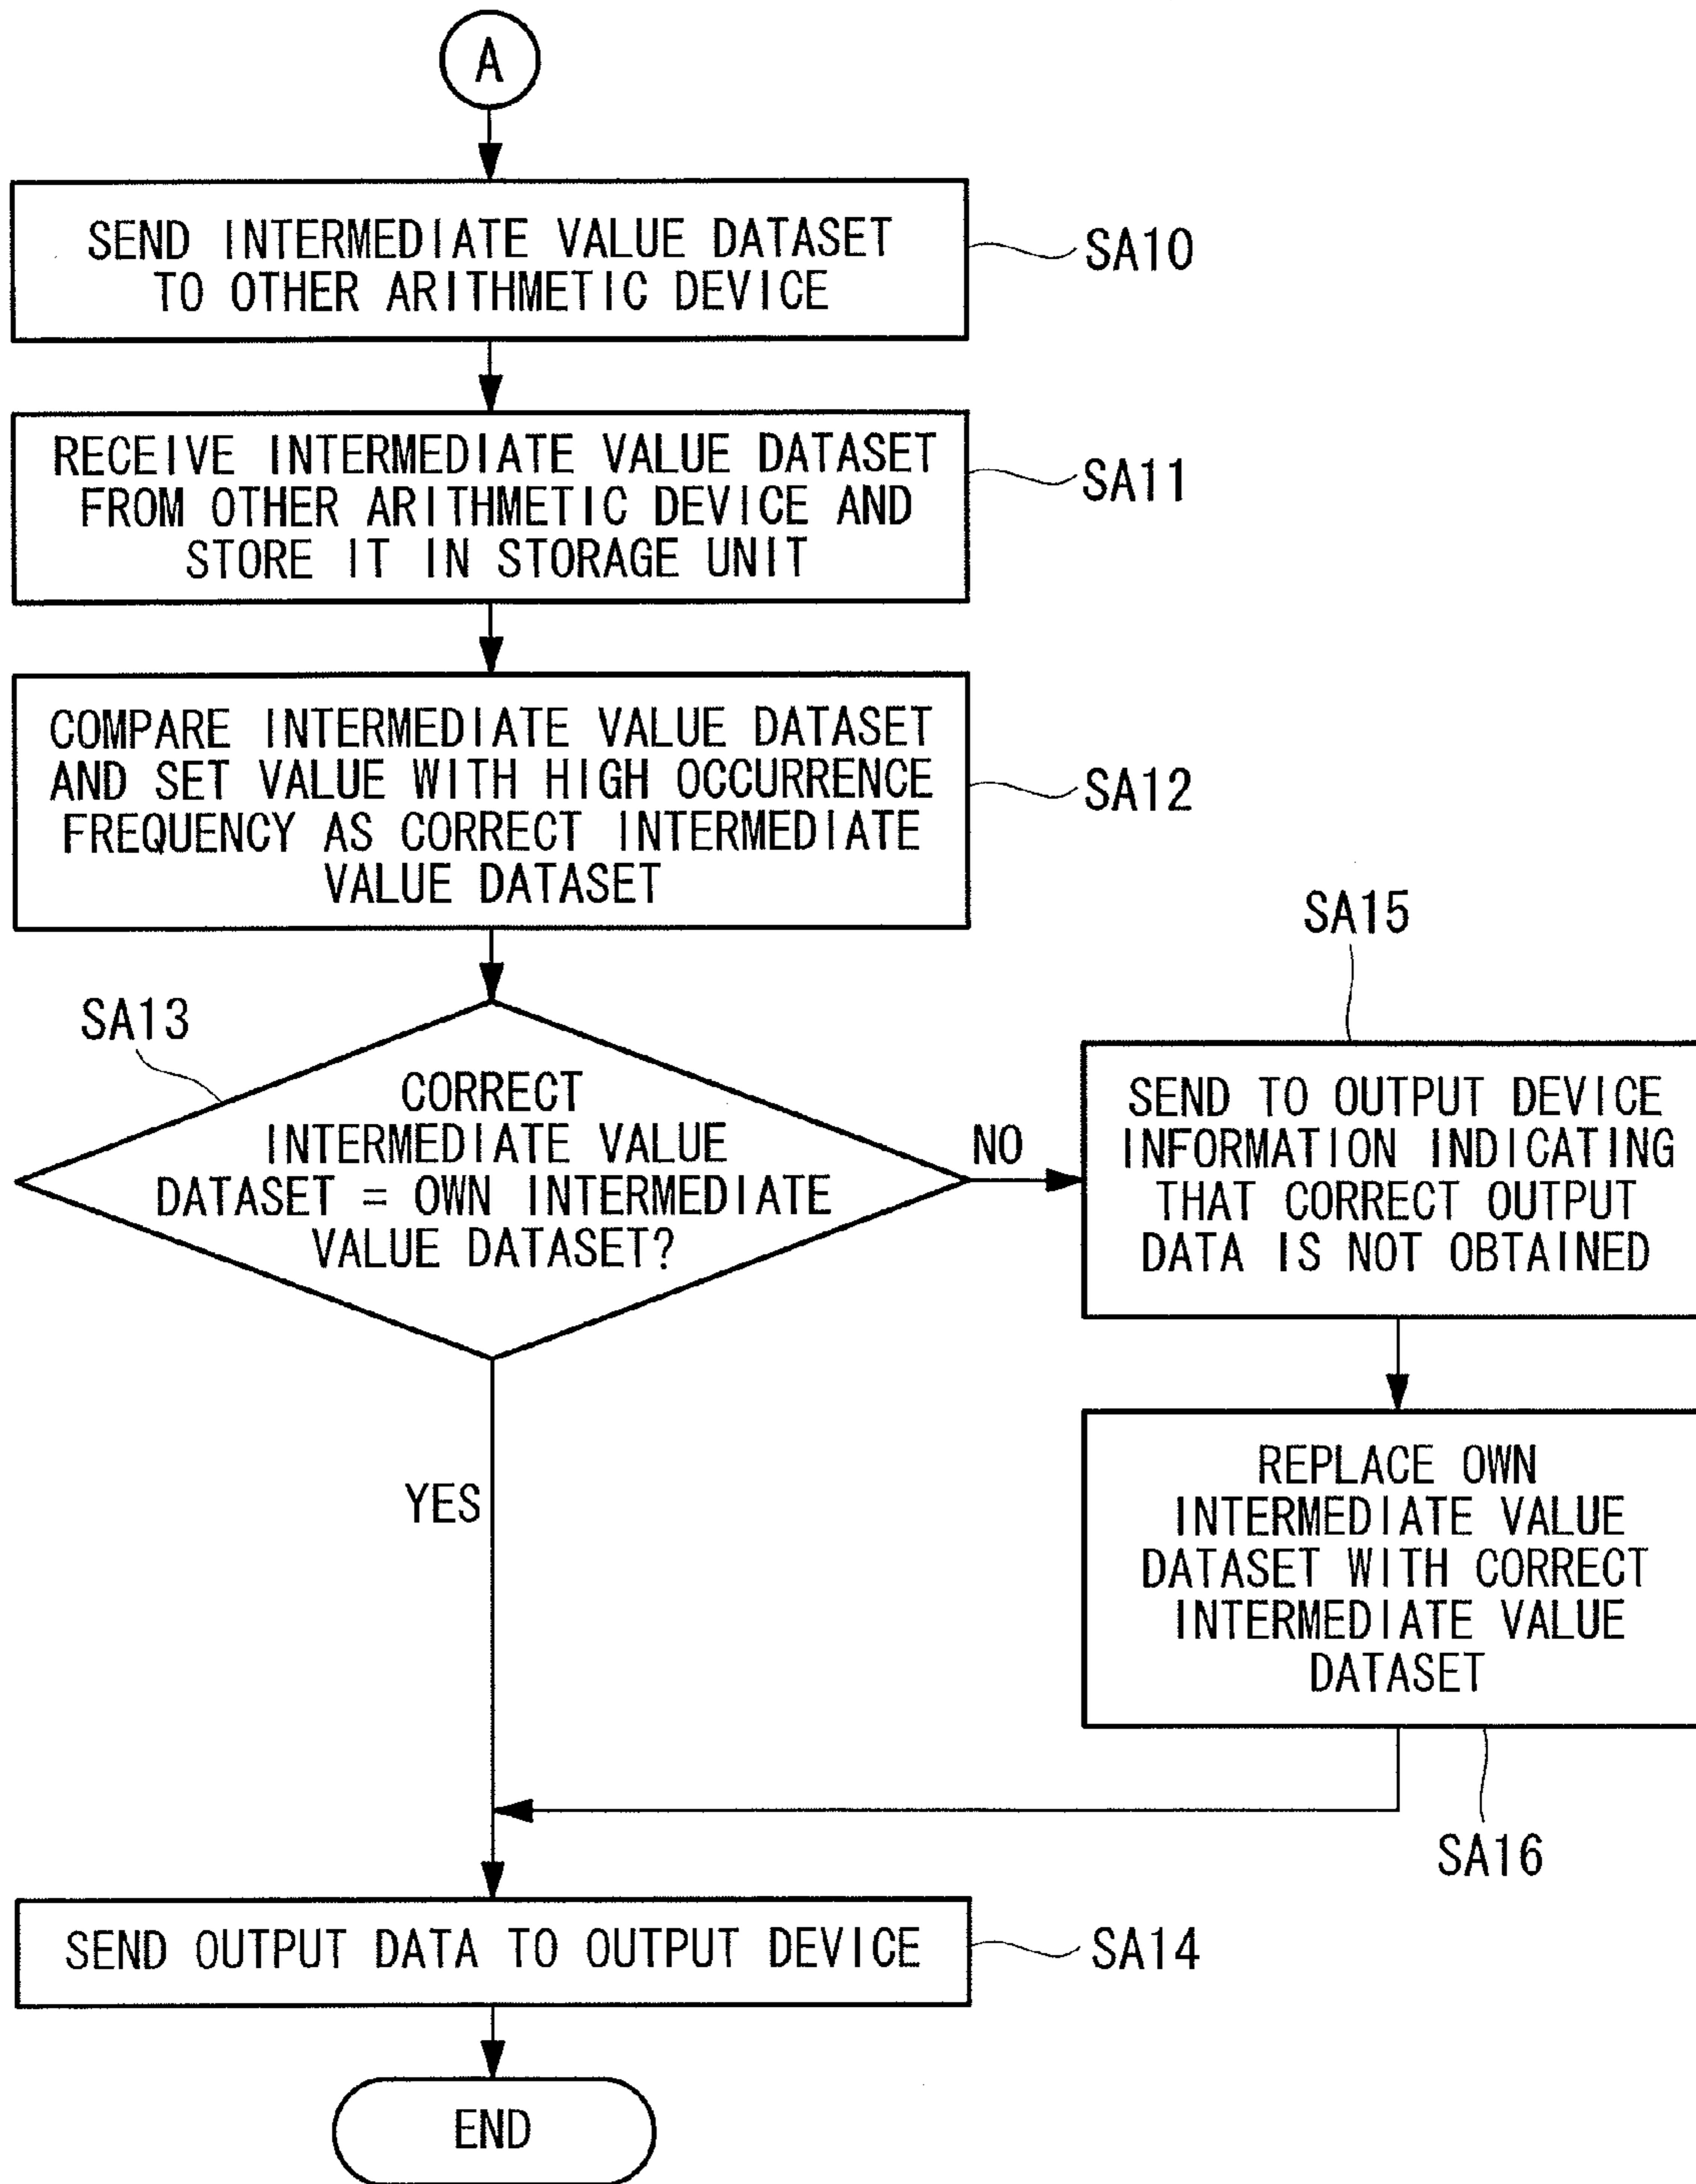 A
SEND INTERMEDIATE VALUE DATASET
TO OTHER ARITHMETIC DEVICE
SA10
RECEIVE INTERMEDIATE VALUE DATASET
FROM OTHER ARITHMETIC DEVICE AND
STORE IT IN STORAGE UNIT
SA11
COMPARE INTERMEDIATE VALUE DATASET
AND SET VALUE WITH HIGH OCCURRENCE
FREQUENCY AS CORRECT INTERMEDIATE
VALUE DATASET
SA12
SA13
CORRECT
INTERMEDIATE VALUE
DATASET = OWN INTERMEDIATE
VALUE DATASET?
NO
YES
SA15
SEND TO OUTPUT DEVICE
INFORMATION INDICATING
THAT CORRECT OUTPUT
DATA IS NOT OBTAINED
REPLACE OWN
INTERMEDIATE VALUE
DATASET WITH CORRECT
INTERMEDIATE VALUE
DATASET
SA16
SEND OUTPUT DATA TO OUTPUT DEVICE
SA14
END